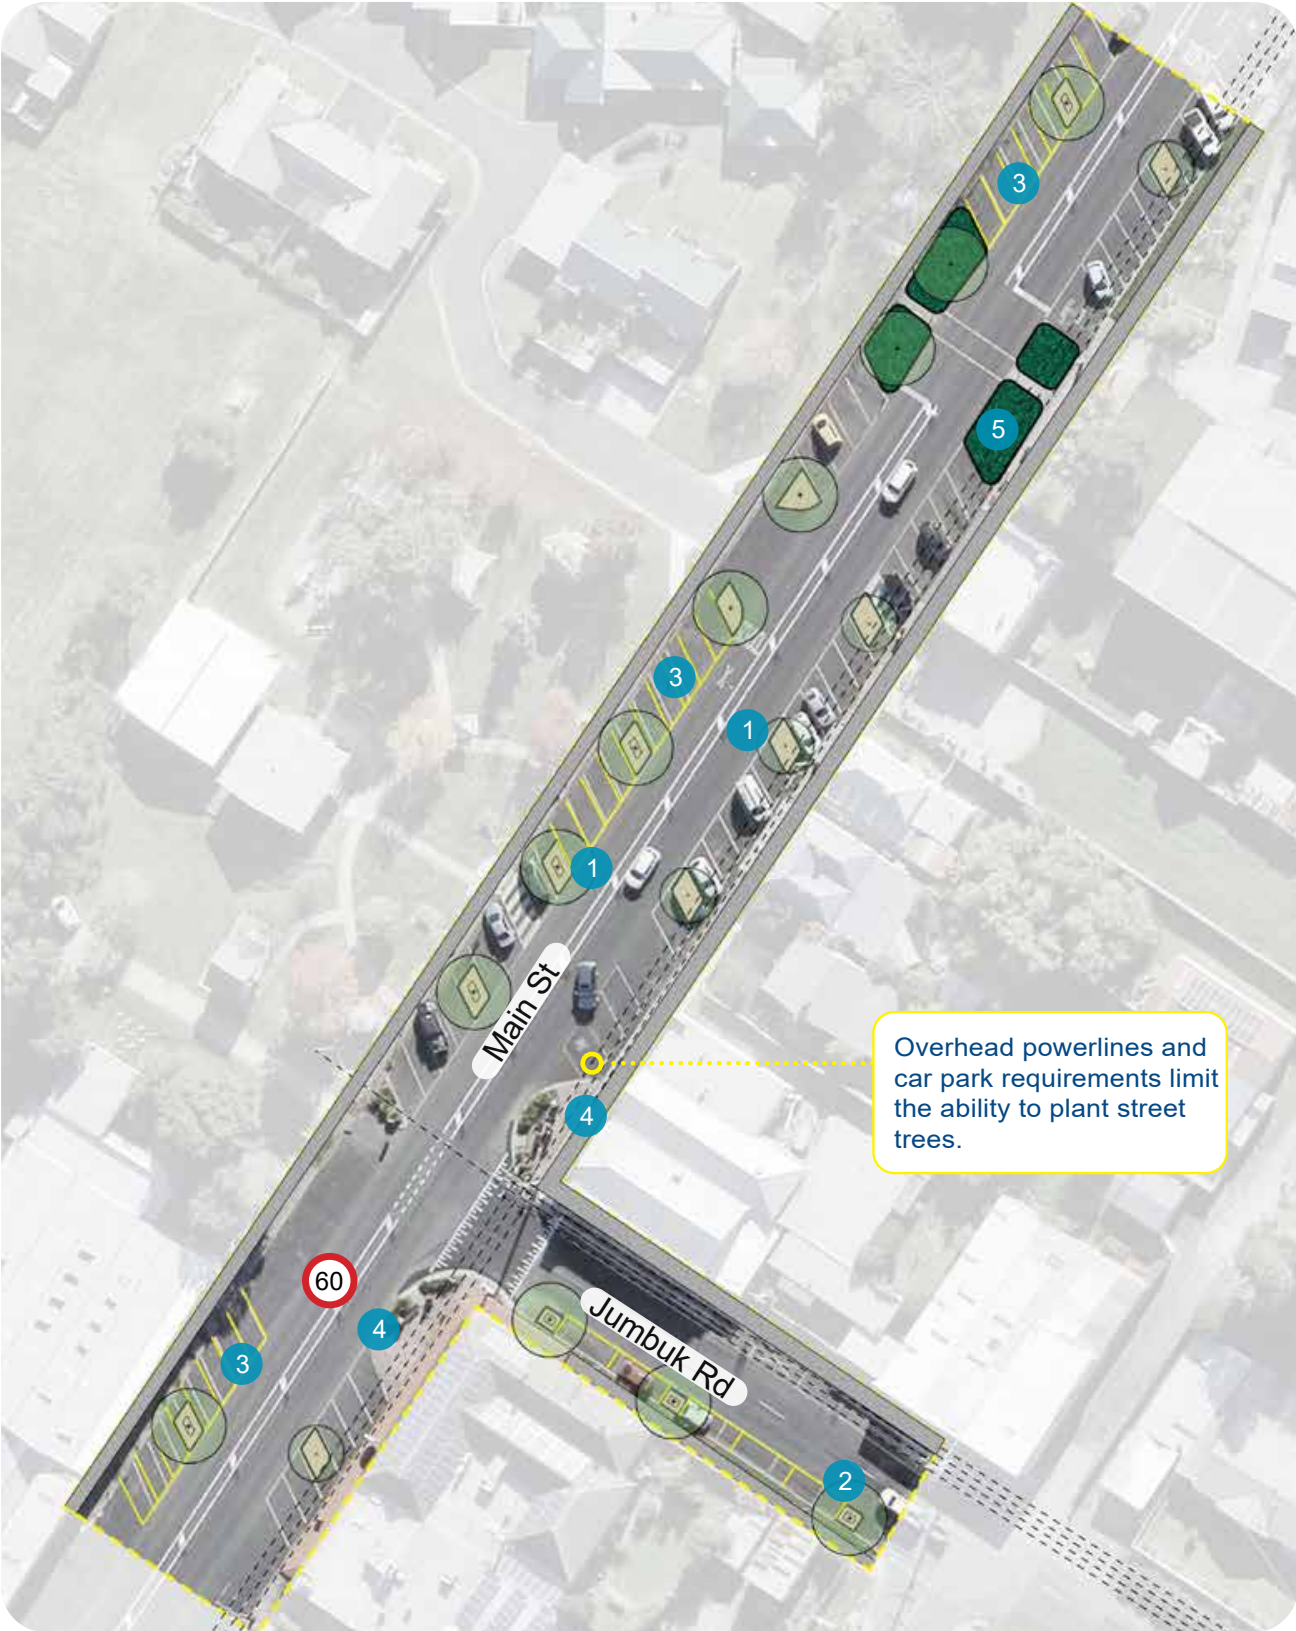 3
5
3
1
1
Main St
Overhead powerlines and
car park requirements limit
the ability to plant street
trees.
4
60
4
Jumbuk Rd
3
2